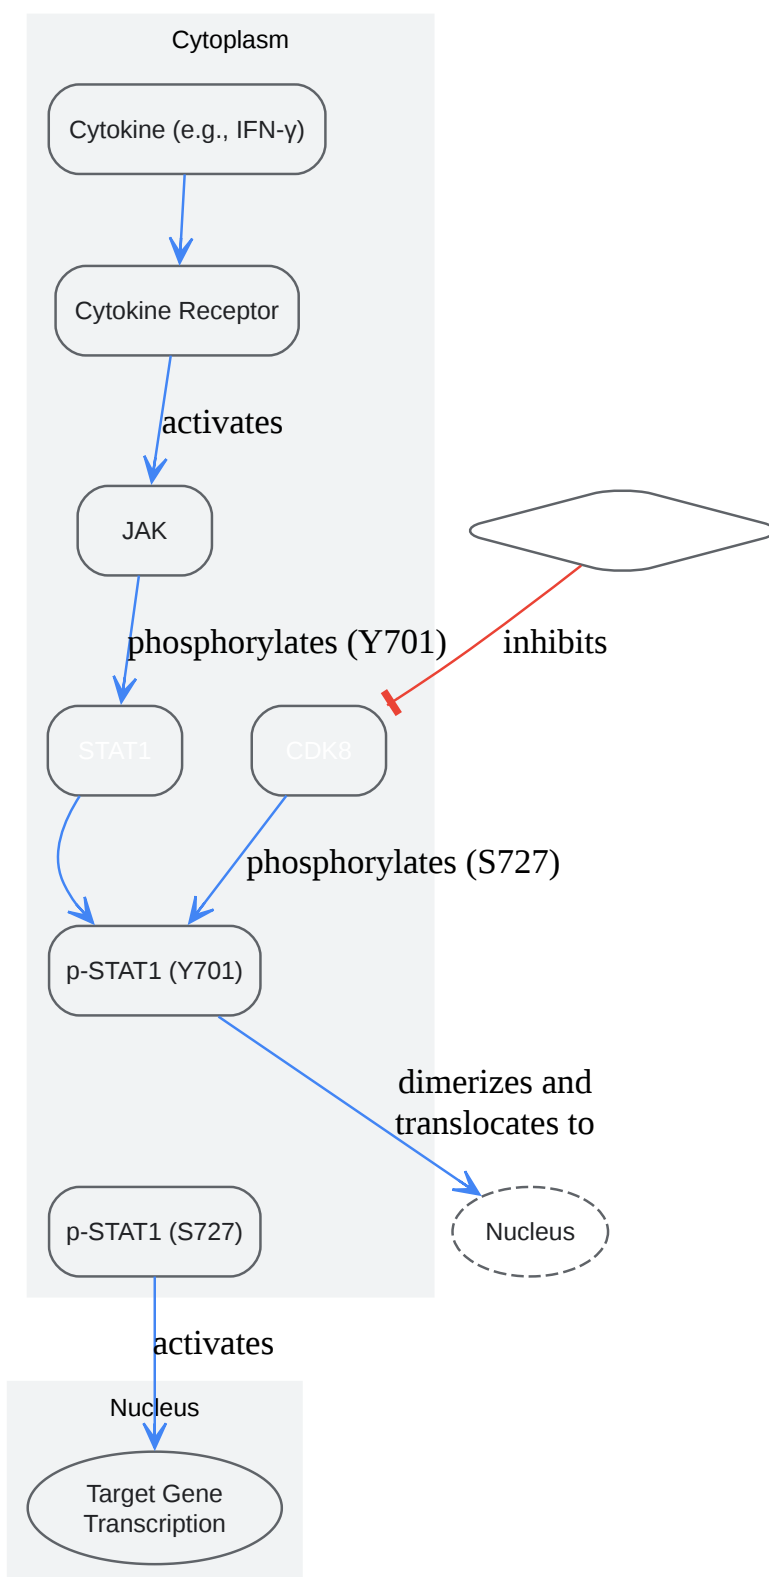 Cytoplasm
Cytokine (e.g., IFN-γ)
Cytokine Receptor
activates
JAK
phosphorylates (Y701)
inhibits
STAT1
CDK8
phosphorylates (S727)
p-STAT1 (Y701)
dimerizes and
translocates to
p-STAT1 (S727)
Nucleus
activates
Nucleus
Target Gene
Transcription